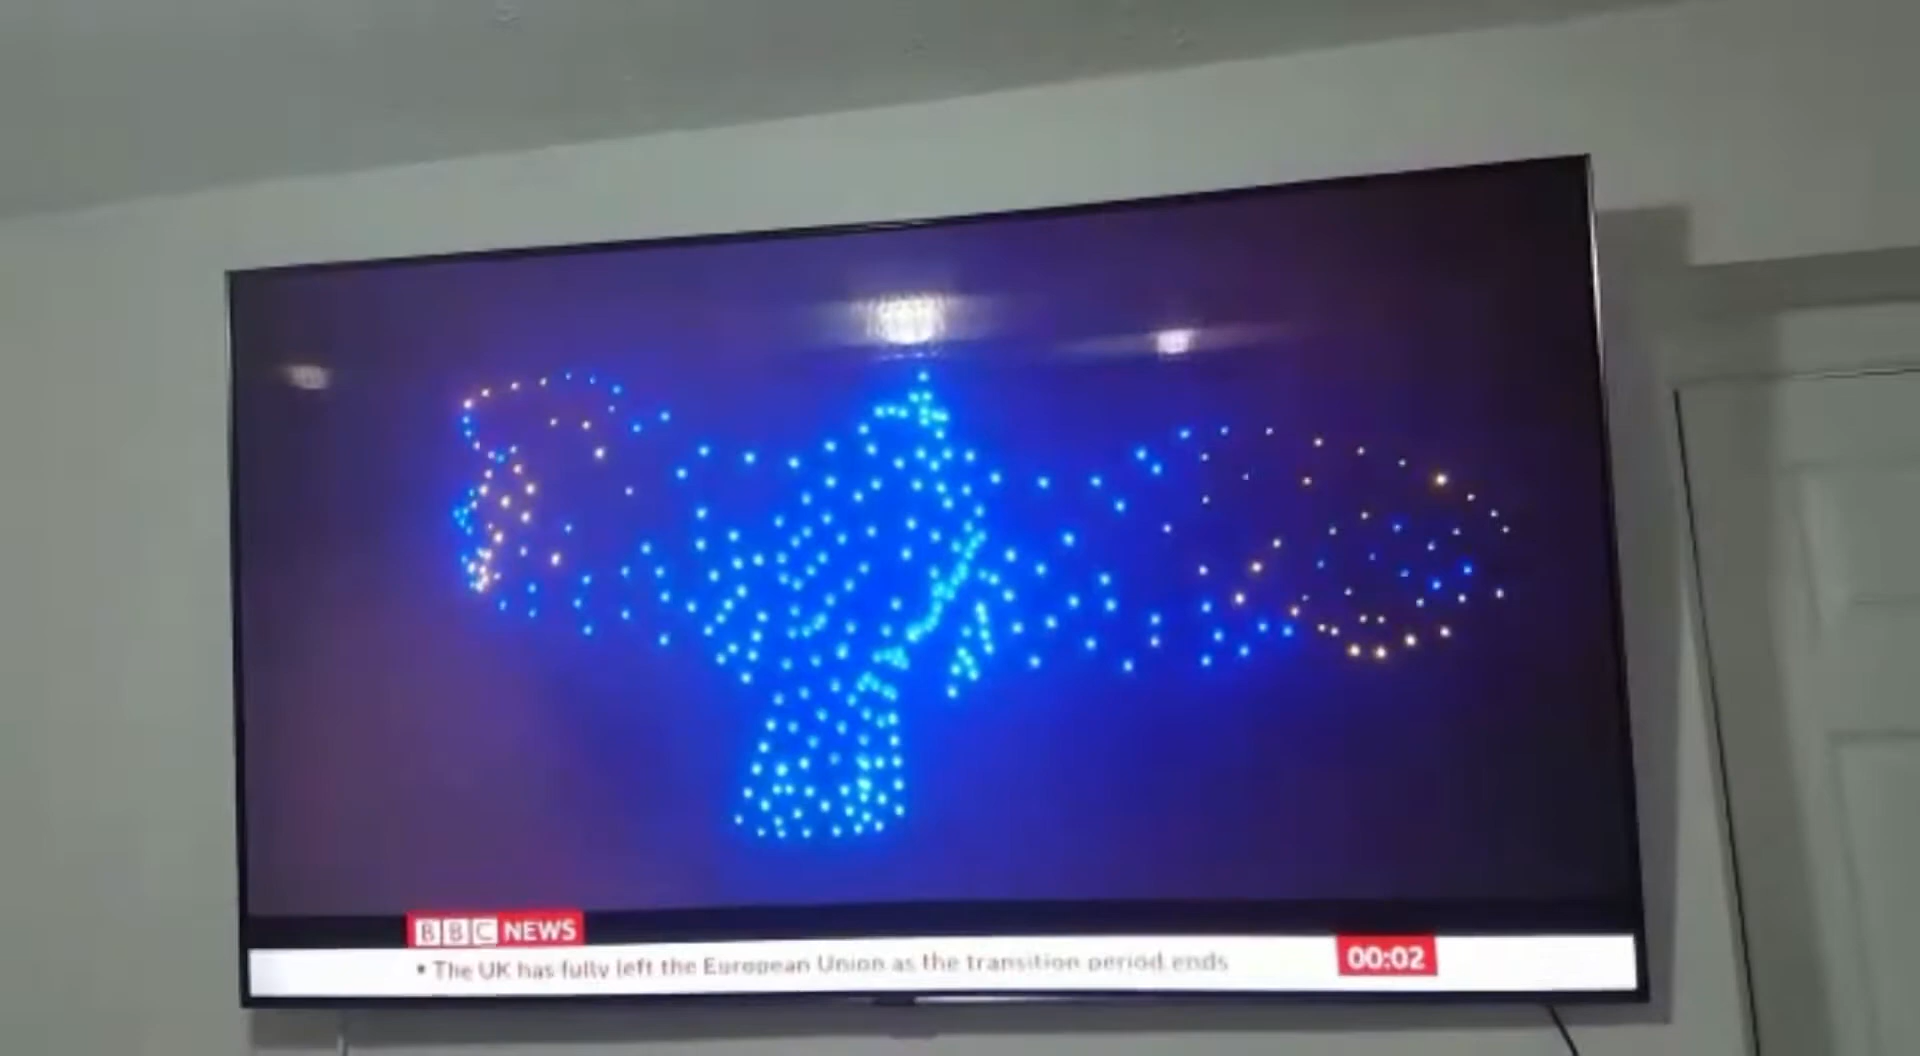 BBC NEWS
• The UK has fully left the European Union as the transition period ends
00:02